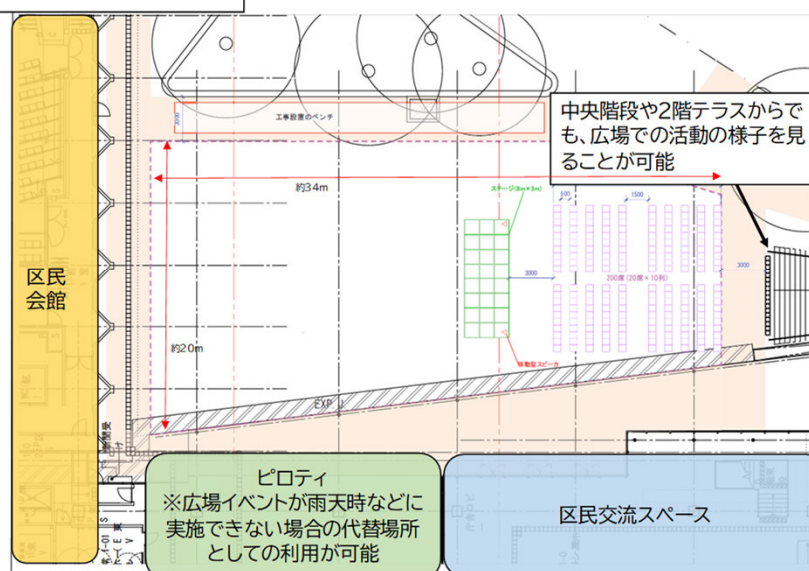 工事設置のベンチ
中央階段や2階テラスからで
も、広場での活動の様子を見
ることが可能
約34m
600
1500
3000
3000
200席(20席×10列)
移動型スピーカ
約20m
EXP.J
区民
会館
ピロティ
※広場イベントが雨天時などに
実施できない場合の代替場所
としての利用が可能
区民交流スペース